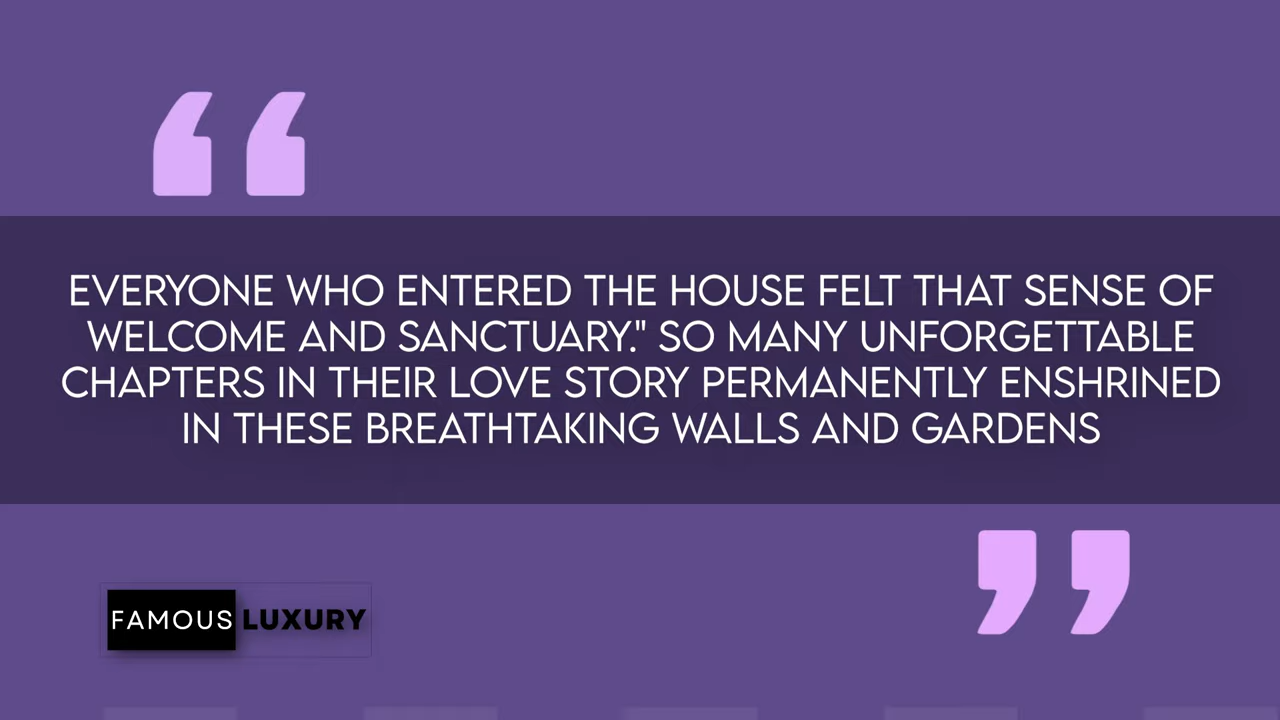 EVERYONE WHO ENTERED THE HOUSE FELT THAT SENSE OF
WELCOME AND SANCTUARY." SO MANY UNFORGETTABLE
CHAPTERS IN THEIR LOVE STORY PERMANENTLY ENSHRINED
IN THESE BREATHTAKING WALLS AND GARDENS
FAMOUS LUXURY